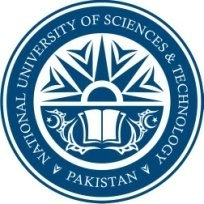 NATIONAL UNIVERSITY OF SCIENCES & TECHNOLOGY
PAKISTAN